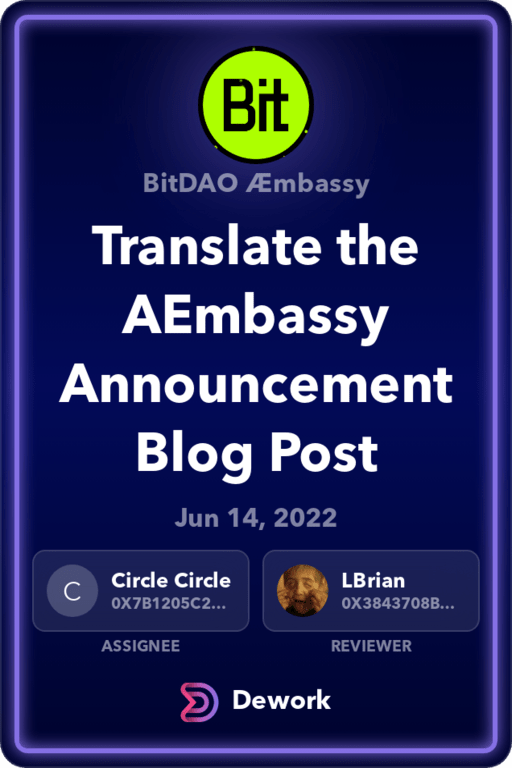 Bit
BitDAO Æmbassy
Translate the
AEmbassy
Announcement
Blog Post
Jun 14, 2022
C
Circle Circle
0X7B1205C2...
LBrian
0X3843708B...
ASSIGNEE
REVIEWER
Dework